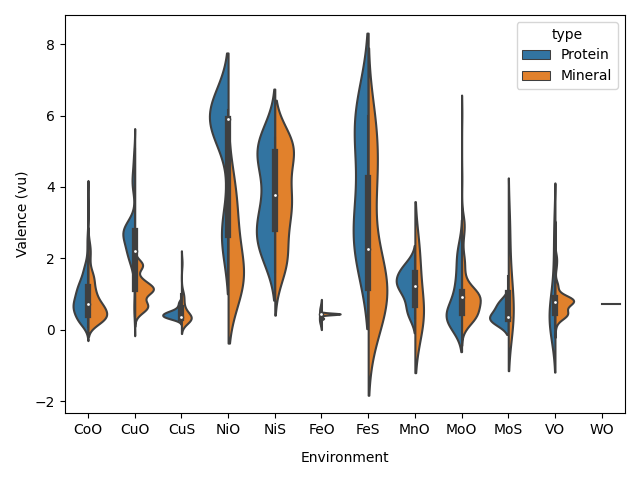 type
Protein
Mineral
Valence (vu)
8
6
4
2
0
−2
CoO CuO CuS NiO NiS FeO FeS MnO MoO MoS VO WO
Environment